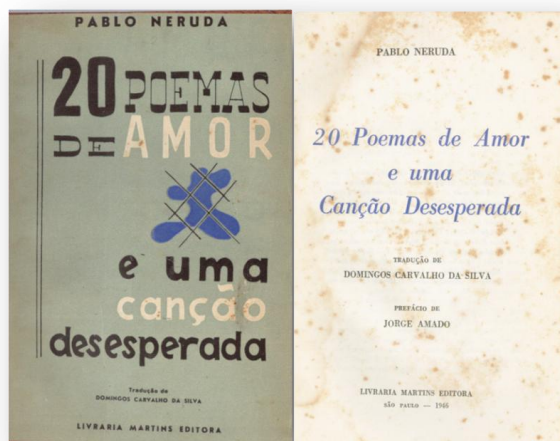 PABLO NERUDA
20 POEMAS
DE AMOR
e uma
canção
desesperada
Tradução de
DOMINGOS CARVALHO DA SILVA
LIVRARIA MARTINS EDITORA
PABLO NERUDA
20 Poemas de Amor
e uma
Canção Desesperada
TRADUÇÃO DE
DOMINGOS CARVALHO DA SILVA
PREFÁCIO DE
JORGE AMADO
LIVRARIA MARTINS EDITORA
SÃO PAULO — 1946